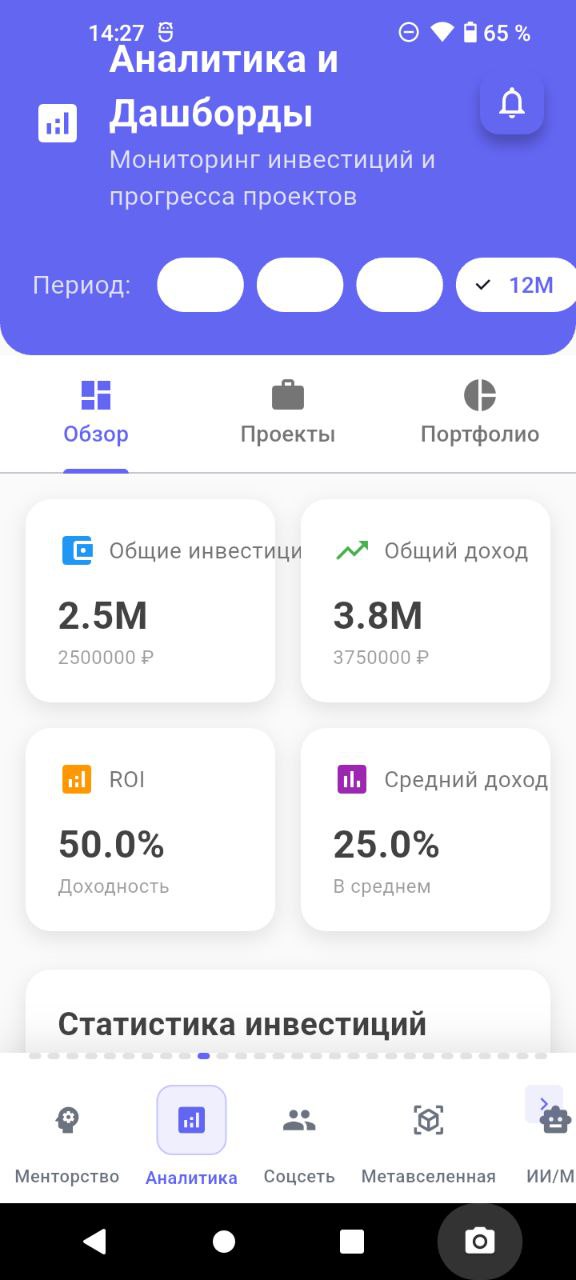 14:27
65 %
Аналитика и
Дашборды
Мониторинг инвестиций и
прогресса проектов
Период:
12М
Обзор
Проекты
Портфолио
Общие инвестици
Общий доход
2.5M
3.8M
2500000 ₽
3750000 ₽
ROI
Средний доход
50.0%
25.0%
Доходность
В среднем
Статистика инвестиций
Менторство
Аналитика
Соцсеть
Метавселенная
ИИ/М